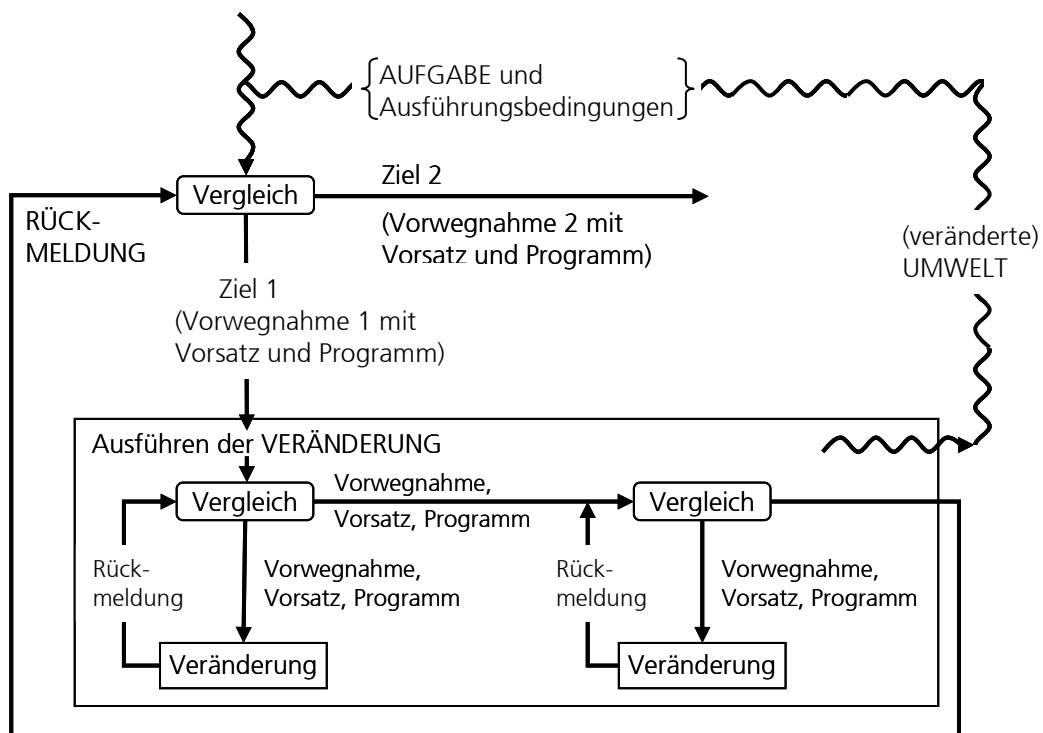 AUFGABE und
Ausführungsbedingungen
Vergleich
Ziel 2
(Vorwegnahme 2 mit
Vorsatz und Programm)
RÜCK-
MELDUNG
(veränderte)
UMWELT
Ziel 1
(Vorwegnahme 1 mit
Vorsatz und Programm)
Ausführen der VERÄNDERUNG
Vergleich
Vorwegnahme,
Vorsatz, Programm
Vergleich
Rück-
meldung
Vorwegnahme,
Vorsatz, Programm
Rück-
meldung
Vorwegnahme,
Vorsatz, Programm
Veränderung
Veränderung